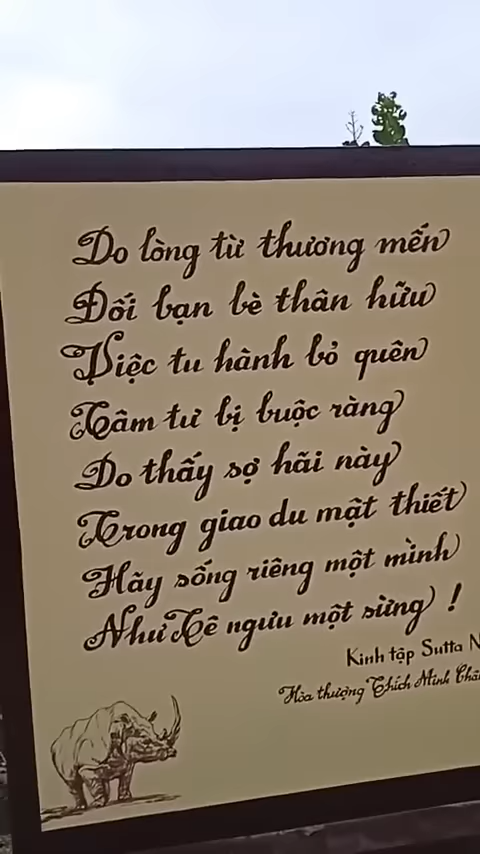 Do lòng từ thương mến
Đối bạn bè thân hữu
Việc tu hành bỏ quên
Tâm tư bị buộc ràng
Do thấy sợ hãi này
Trong giao du mật thiết
Hãy sống riêng một mình
Như Tê ngưu một sừng !
Kinh tập Sutta
Hòa thượng Thích Minh